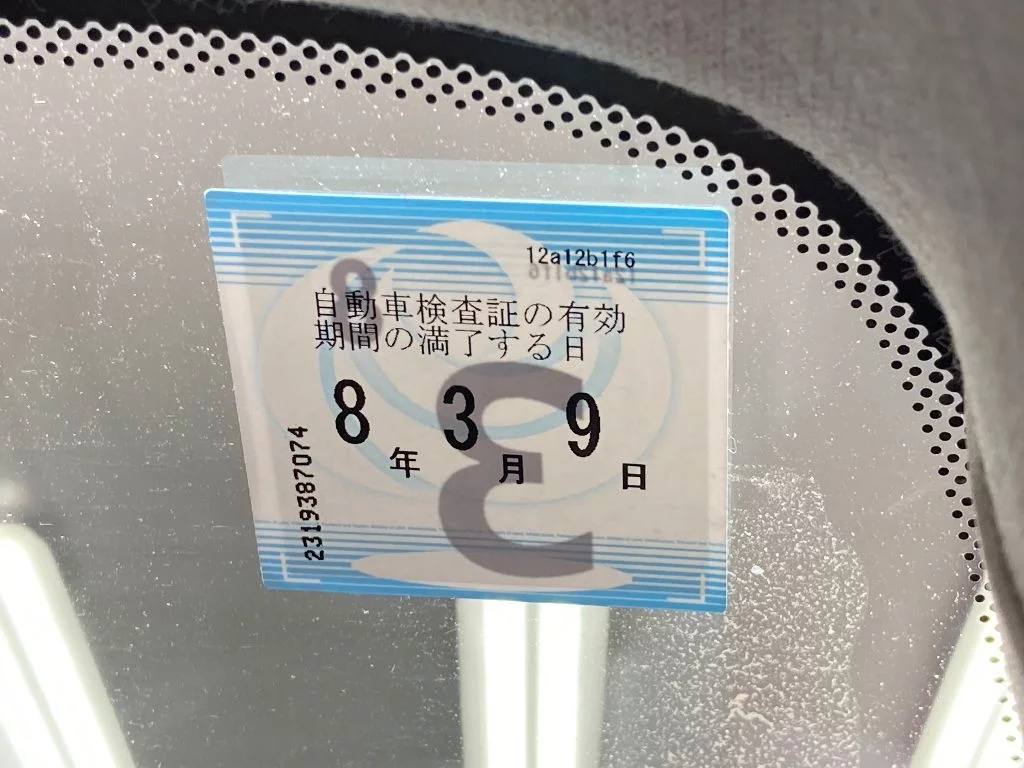 12a12b1f6
自動車検査証の有効
期間の満了する日
8年 3月 9日
2319387074